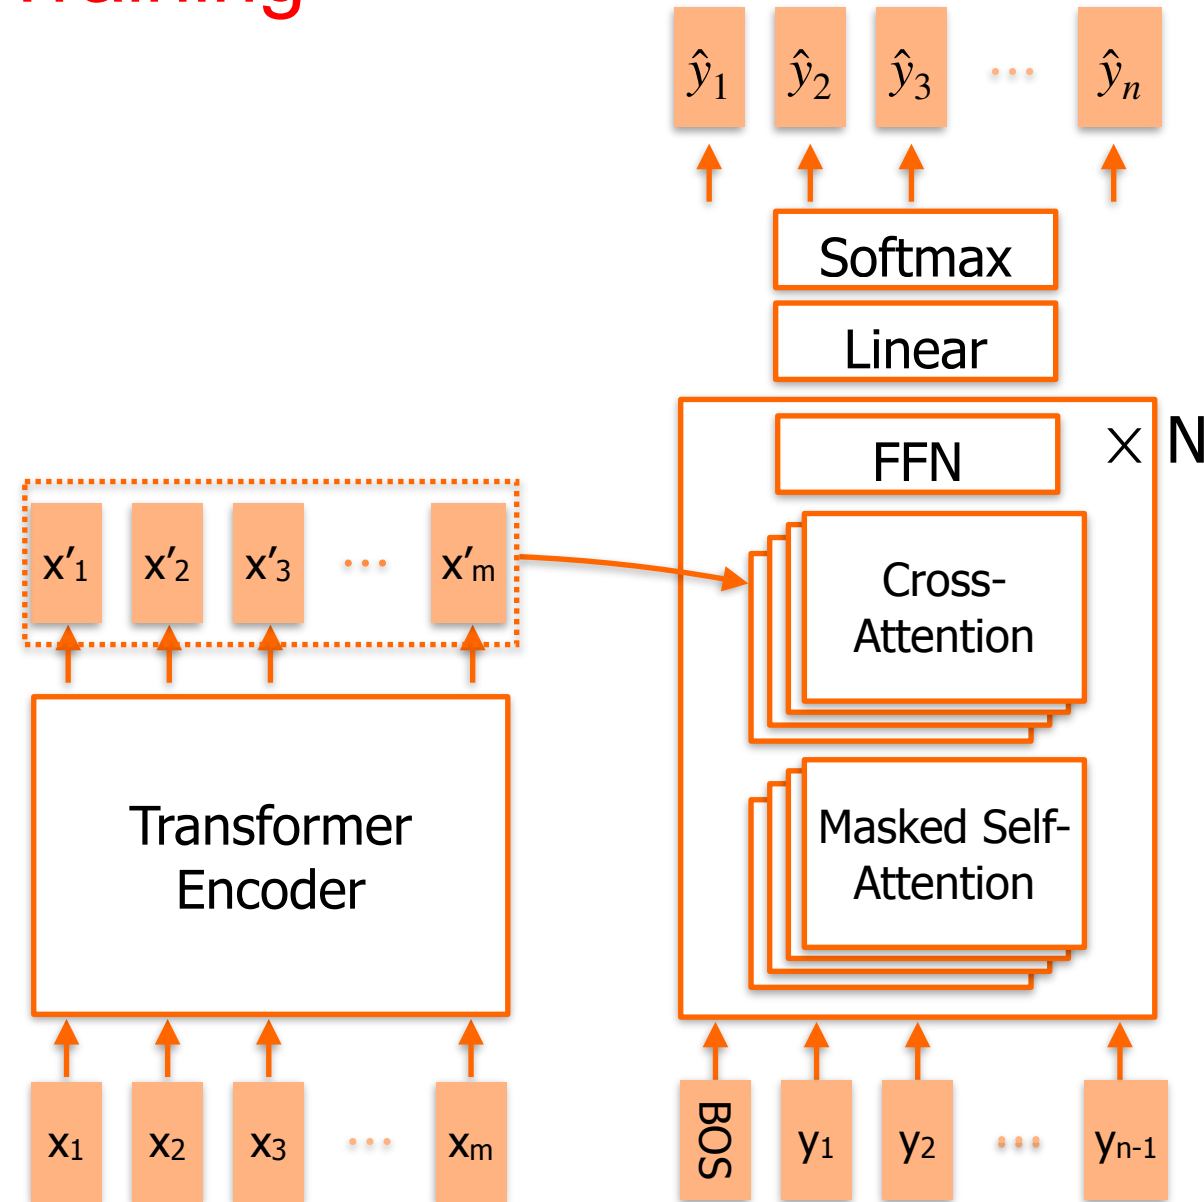 Training
ŷ1 ŷ2 ŷ3 ... ŷn
Softmax
Linear
FFN
× N
x′1 x′2 x′3 ... x′m
Cross-
Attention
Transformer
Encoder
Masked Self-
Attention
x1 x2 x3 ... xm
BOS y1 y2 ... yn-1